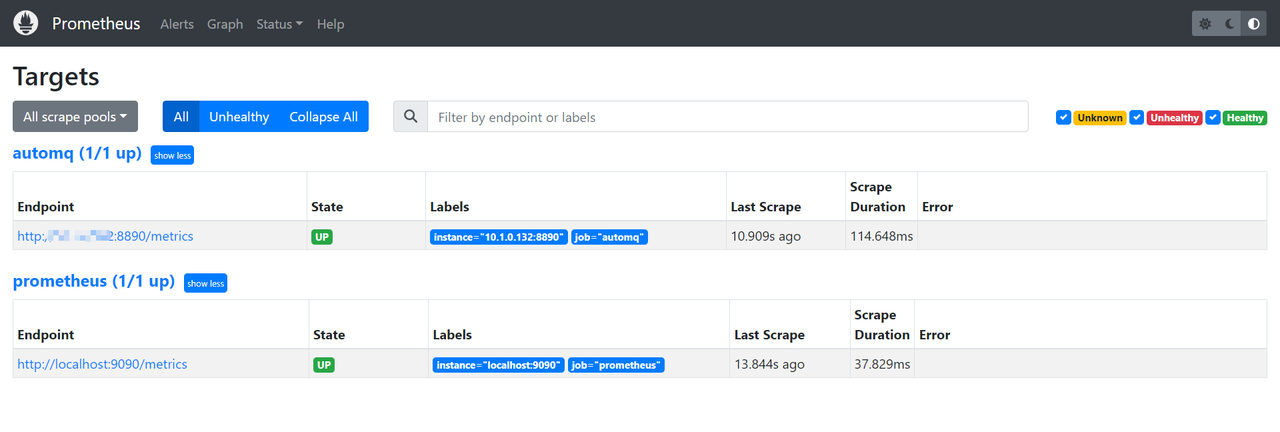 Prometheus Alerts Graph Status Help
Targets
All scrape pools All Unhealthy Collapse All Filter by endpoint or labels Unknown Unhealthy Healthy
automq (1/1 up) show less
Endpoint State Labels Last Scrape Scrape Duration Error
http:/ 2:8890/metrics UP instance="10.1.0.132:8890" job="automq" 10.909s ago 114.648ms
prometheus (1/1 up) show less
Endpoint State Labels Last Scrape Scrape Duration Error
http://localhost:9090/metrics UP instance="localhost:9090" job="prometheus" 13.844s ago 37.829ms